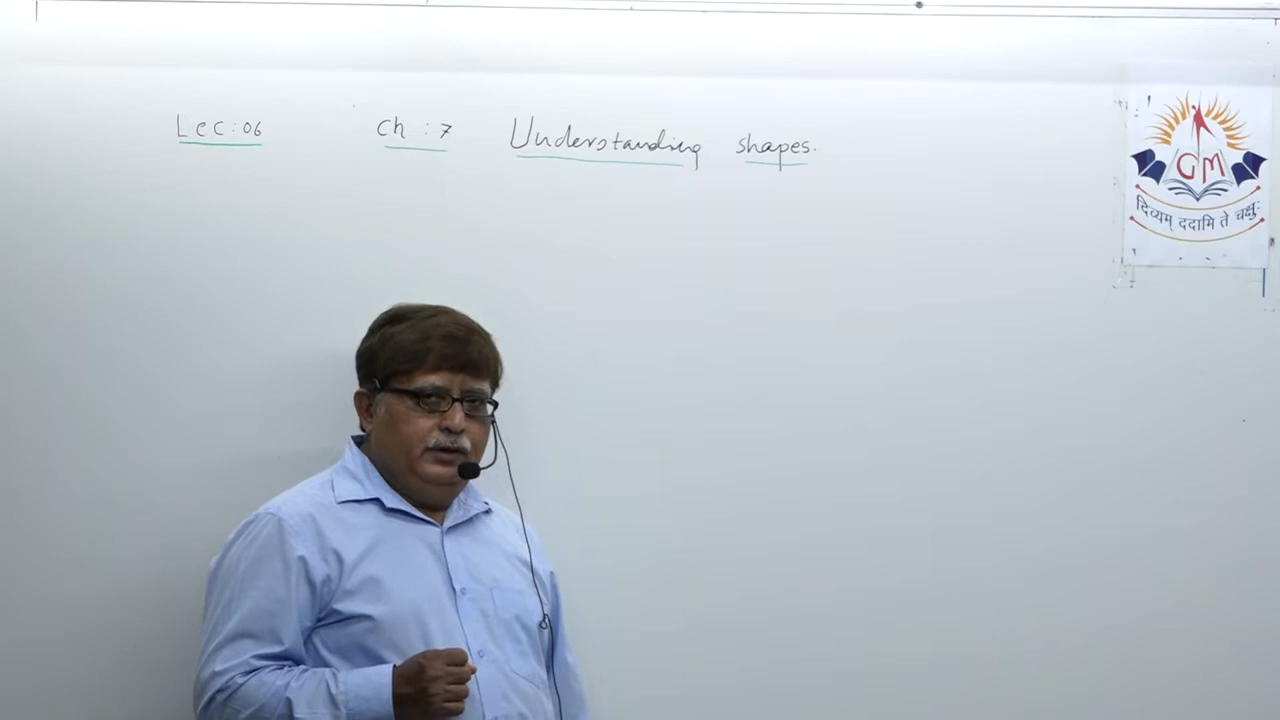 Lec:06 Ch:7 Understanding shapes.
GM
दिव्यम् ददामि ते चक्षुः